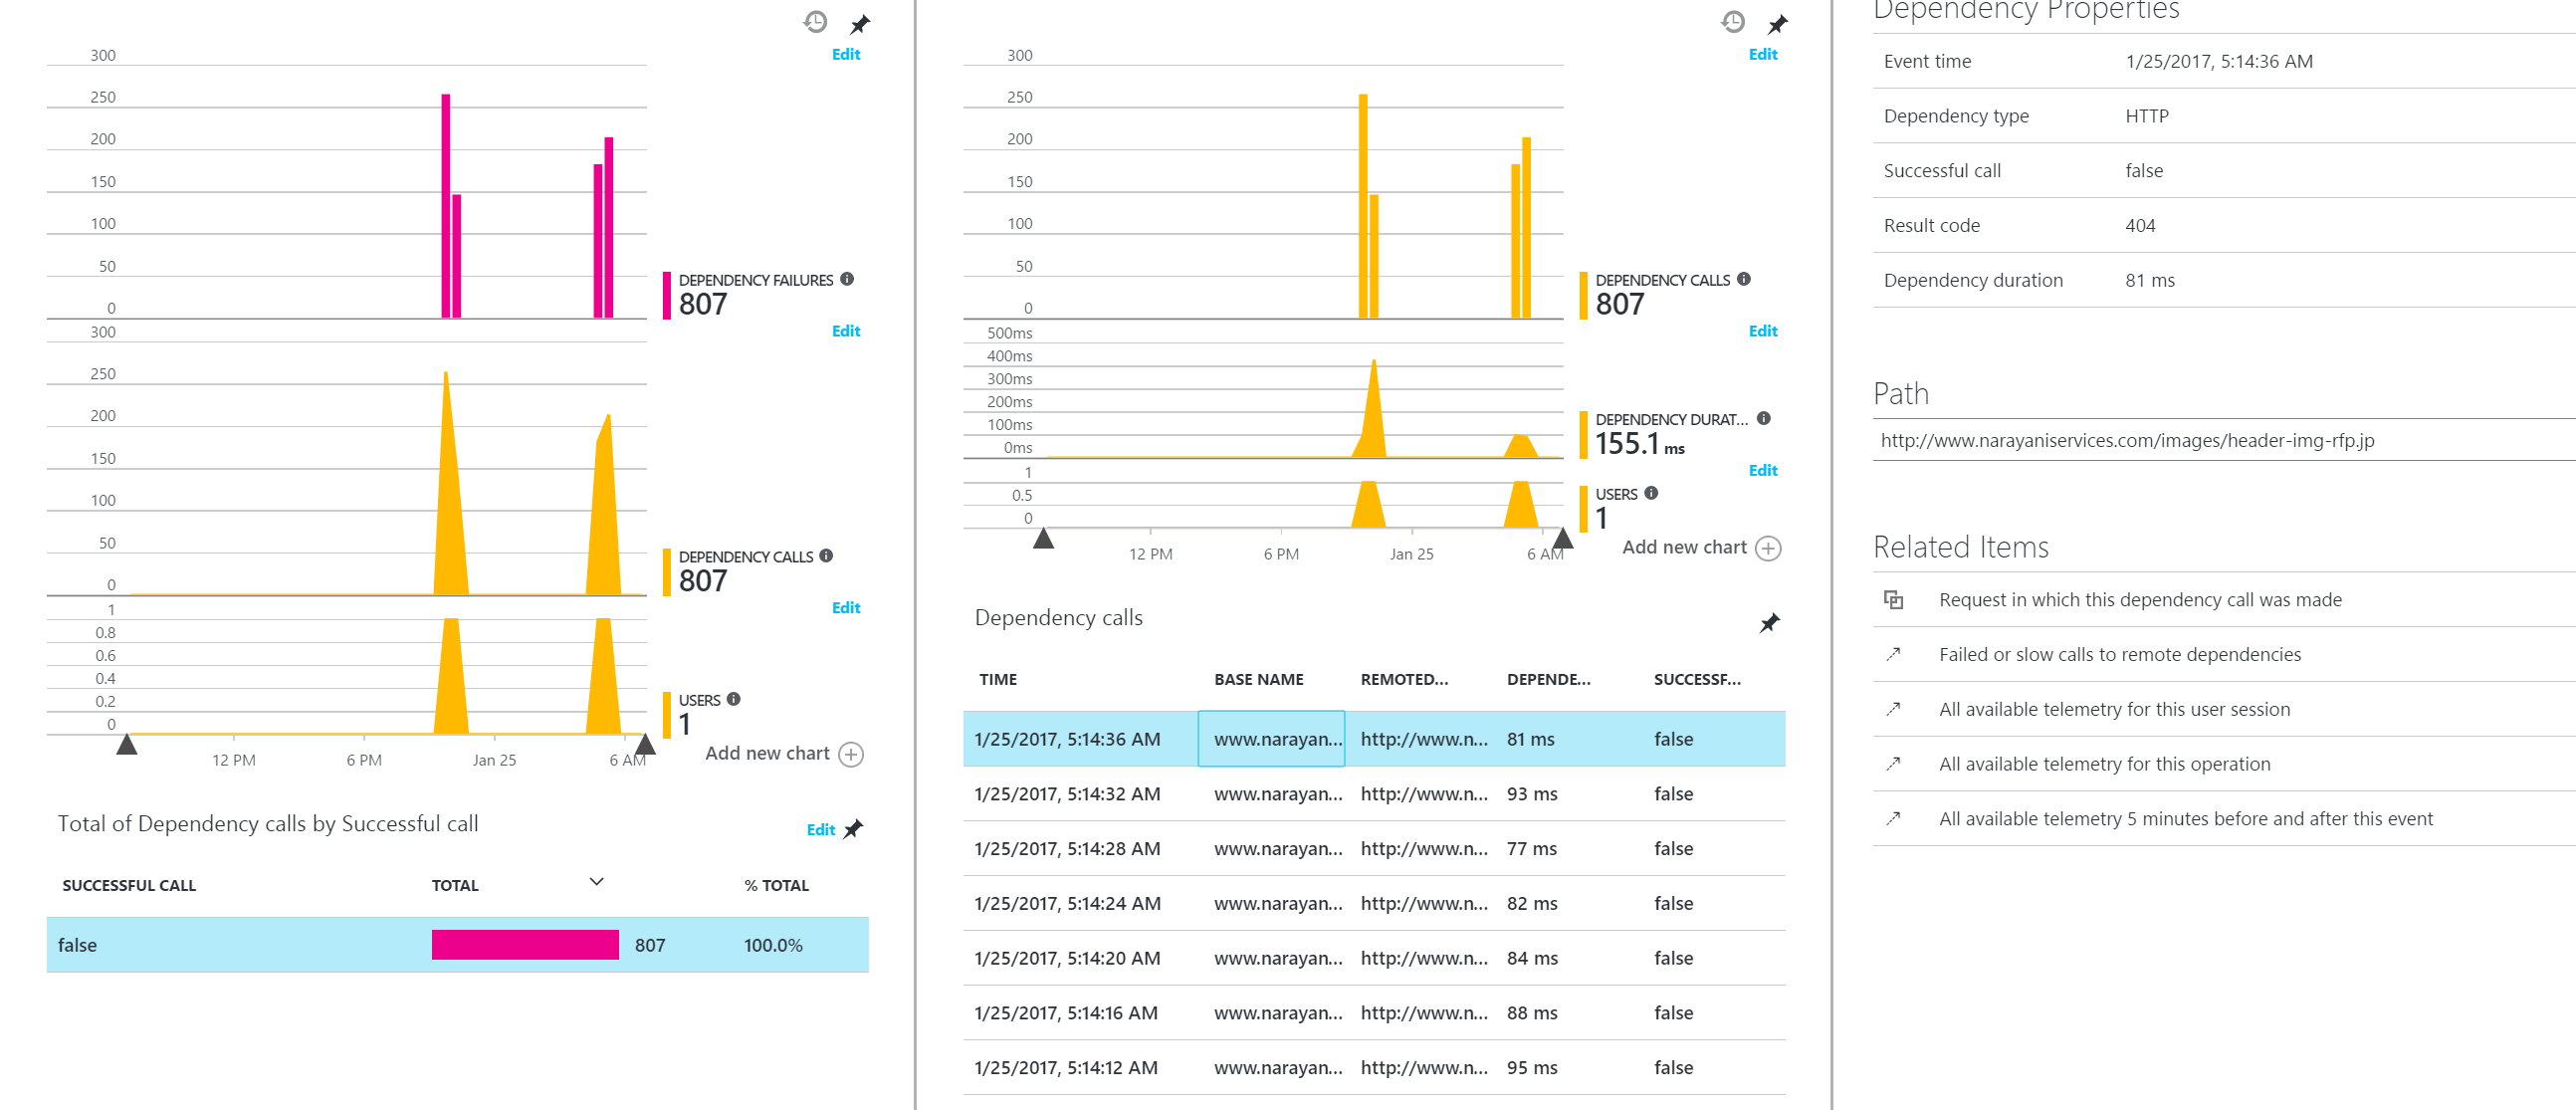 Edit
300
250
200
150
100
50
0
DEPENDENCY FAILURES
807
Edit
300
250
200
150
100
50
0
DEPENDENCY CALLS
807
Edit
1
0.8
0.6
0.4
0.2
0
USERS
1
12 PM 6 PM Jan 25 6 AM
Add new chart
Total of Dependency calls by Successful call
Edit
SUCCESSFUL CALL TOTAL % TOTAL
false 807 100.0%
Edit
300
250
200
150
100
50
0
DEPENDENCY CALLS
807
Edit
500ms
400ms
300ms
200ms
100ms
0ms
DEPENDENCY DURAT...
155.1 ms
Edit
1
0.5
0
USERS
1
12 PM 6 PM Jan 25 6 AM
Add new chart
Dependency calls
TIME BASE NAME REMOTED... DEPENDE... SUCCESSF...
1/25/2017, 5:14:36 AM www.narayan... http://www.n... 81 ms false
1/25/2017, 5:14:32 AM www.narayan... http://www.n... 93 ms false
1/25/2017, 5:14:28 AM www.narayan... http://www.n... 77 ms false
1/25/2017, 5:14:24 AM www.narayan... http://www.n... 82 ms false
1/25/2017, 5:14:20 AM www.narayan... http://www.n... 84 ms false
1/25/2017, 5:14:16 AM www.narayan... http://www.n... 88 ms false
1/25/2017, 5:14:12 AM www.narayan... http://www.n... 95 ms false
Dependency Properties
Event time 1/25/2017, 5:14:36 AM
Dependency type HTTP
Successful call false
Result code 404
Dependency duration 81 ms
Path
http://www.narayaniservices.com/images/header-img-rfp.jp
Related Items
Request in which this dependency call was made
Failed or slow calls to remote dependencies
All available telemetry for this user session
All available telemetry for this operation
All available telemetry 5 minutes before and after this event